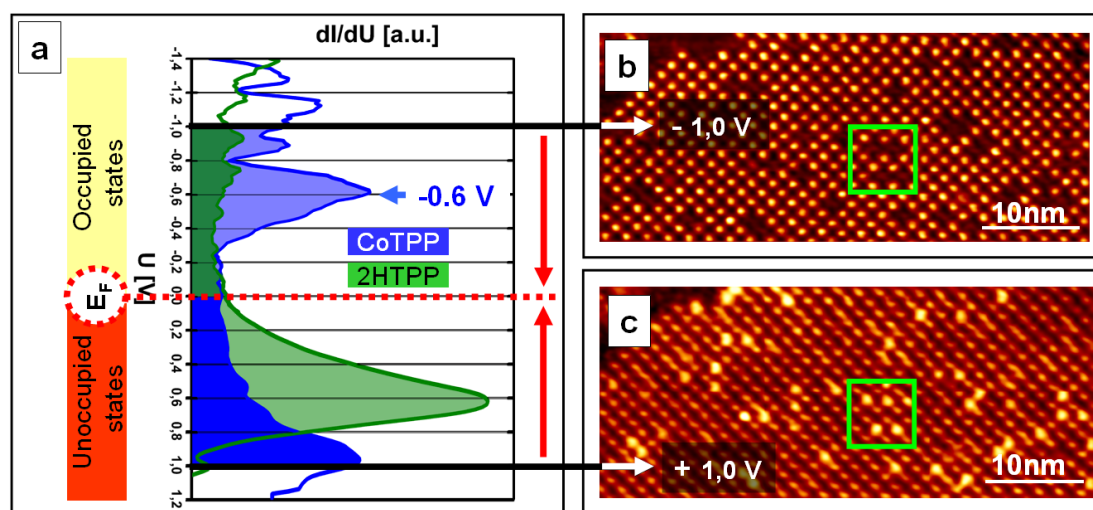 a
dI/dU [a.u.]
-1,4
-1,2
-1,0
-0,8
-0,6
-0,4
-0,2
0,0
0,2
0,4
0,6
0,8
1,0
1,2
U [V]
Occupied
states
E_F
Unoccupied
states
-0.6 V
CoTPP
2HTPP
b
- 1,0 V
10nm
c
+ 1,0 V
10nm